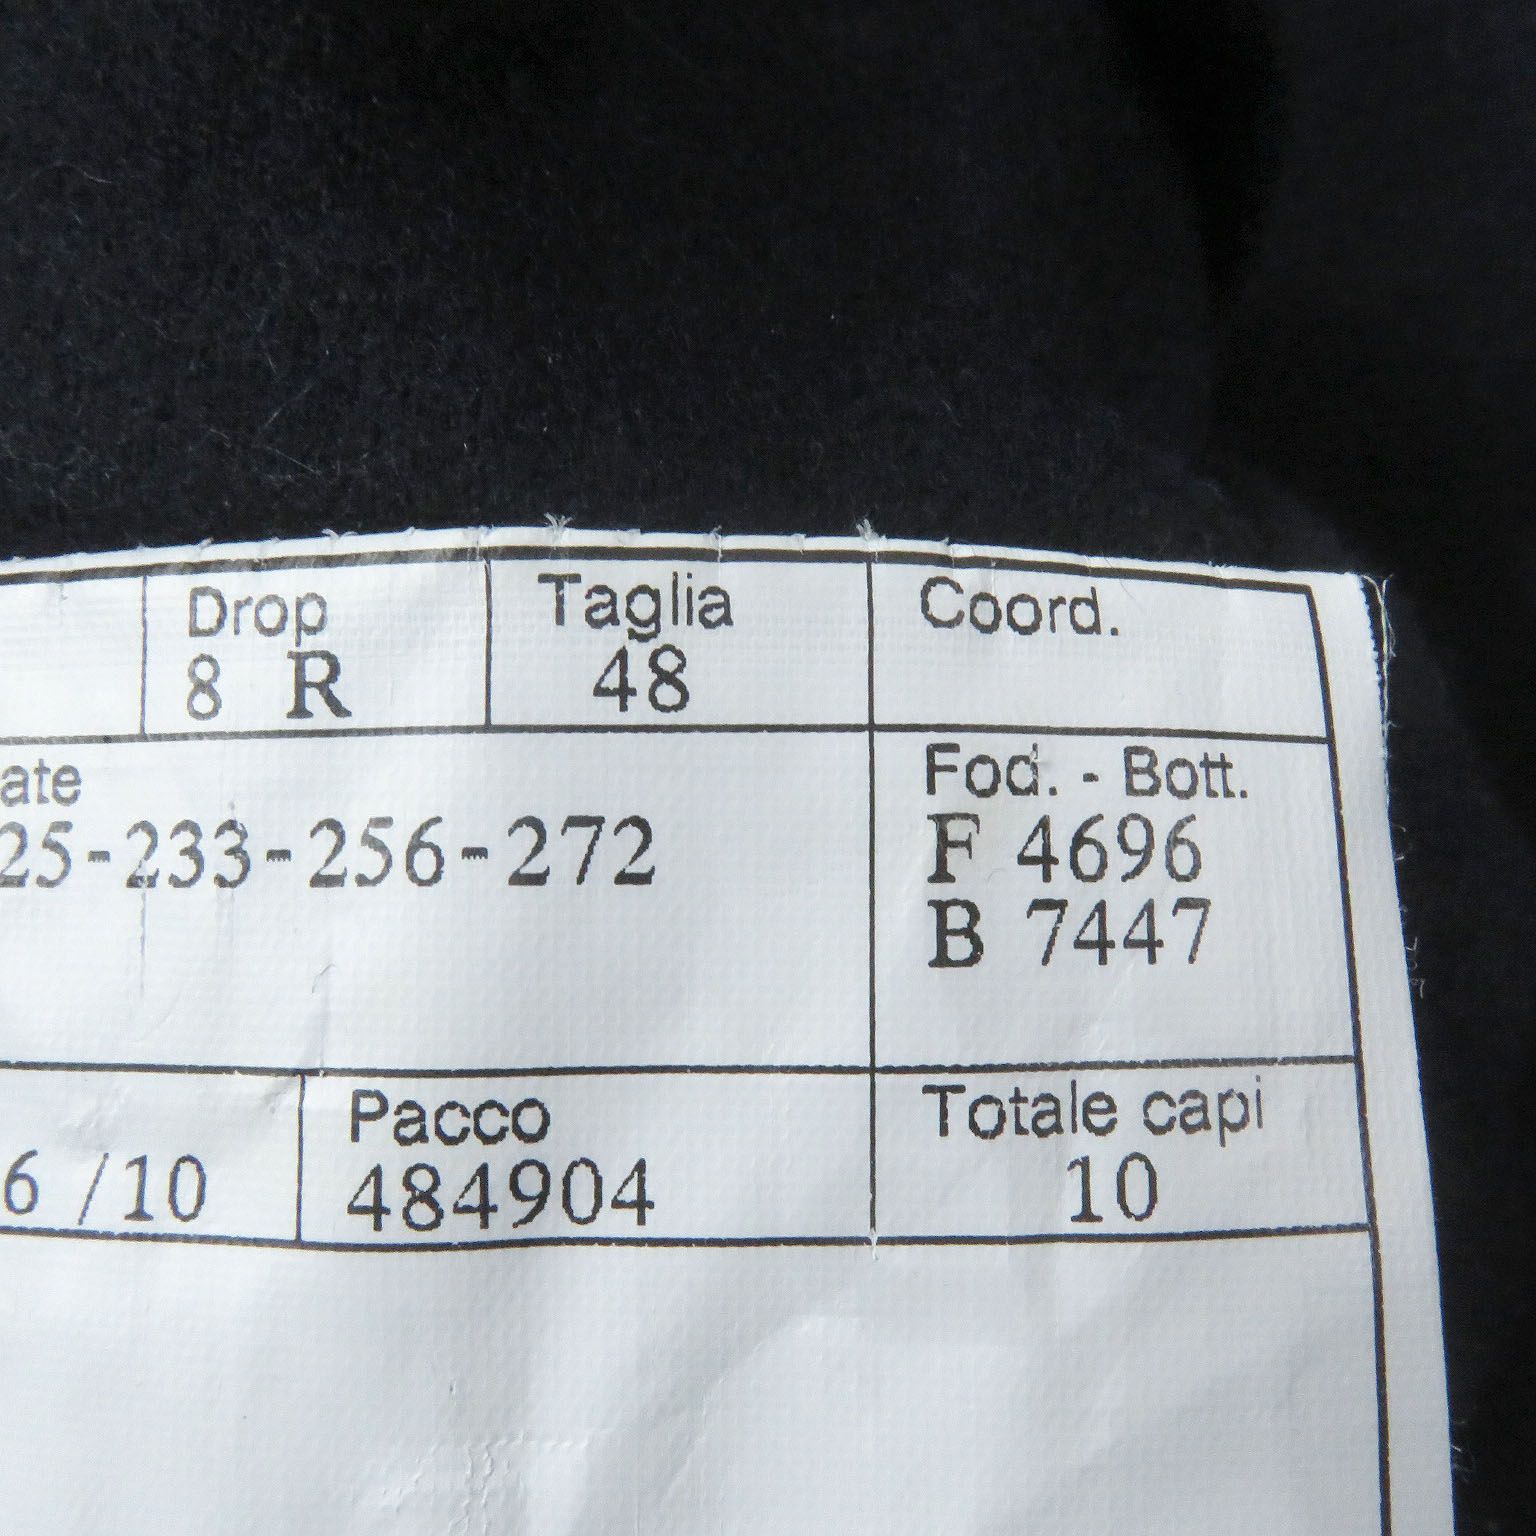 Drop Taglia Coord.
8 R 48
ate Fod. - Bott.
25-233-256-272 F 4696
B 7447
Pacco Totale capi
6 /10 484904 10